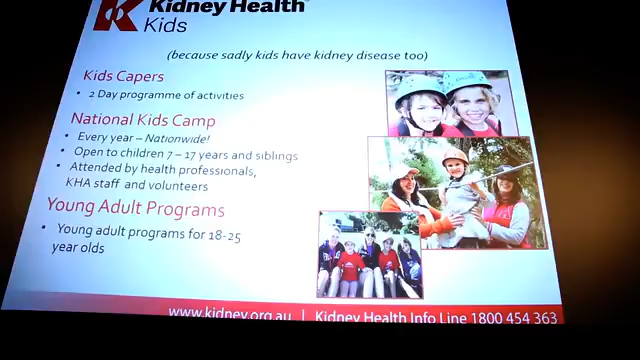 Kidney Health
Kids
(because sadly kids have kidney disease too)
Kids Capers
• 2 Day programme of activities
National Kids Camp
• Every year – Nationwide!
• Open to children 7 – 17 years and siblings
• Attended by health professionals,
KHA staff and volunteers
Young Adult Programs
• Young adult programs for 18-25
year olds
www.kidney.org.au | Kidney Health Info Line 1800 454 363